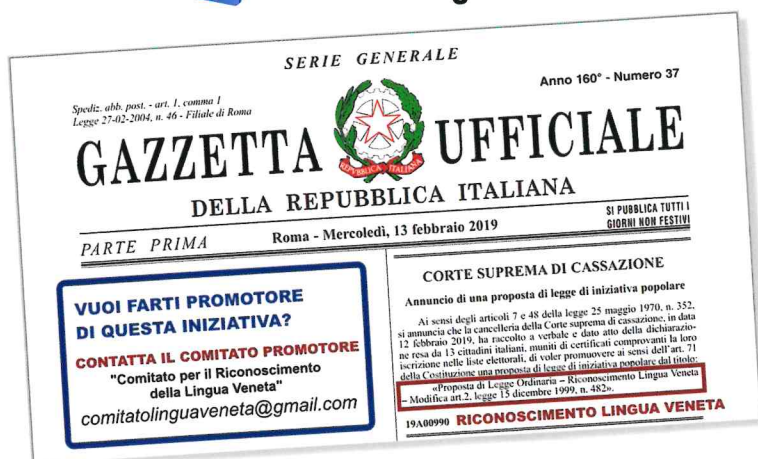 SERIE GENERALE
Spediz. abb. post. - art. 1, comma 1
Legge 27-02-2004, n. 46 - Filiale di Roma
Anno 160° - Numero 37
GAZZETTA UFFICIALE
REPVBBLICA ITALIANA
DELLA REPUBBLICA ITALIANA
PARTE PRIMA
Roma - Mercoledì, 13 febbraio 2019
SI PUBBLICA TUTTI I
GIORNI NON FESTIVI
VUOI FARTI PROMOTORE
DI QUESTA INIZIATIVA?
CONTATTA IL COMITATO PROMOTORE
"Comitato per il Riconoscimento
della Lingua Veneta"
comitatolinguaveneta@gmail.com
CORTE SUPREMA DI CASSAZIONE
Annuncio di una proposta di legge di iniziativa popolare
Ai sensi degli articoli 7 e 48 della legge 25 maggio 1970, n. 352,
si annuncia che la cancelleria della Corte suprema di cassazione, in data
12 febbraio 2019, ha raccolto a verbale e dato atto della dichiarazio-
ne resa da 13 cittadini italiani, muniti di certificati comprovanti la loro
iscrizione nelle liste elettorali, di voler promuovere ai sensi dell'art. 71
della Costituzione una proposta di legge di iniziativa popolare dal titolo:
«Proposta di Legge Ordinaria – Riconoscimento Lingua Veneta
– Modifica art.2, legge 15 dicembre 1999, n. 482».
19A00990 RICONOSCIMENTO LINGUA VENETA